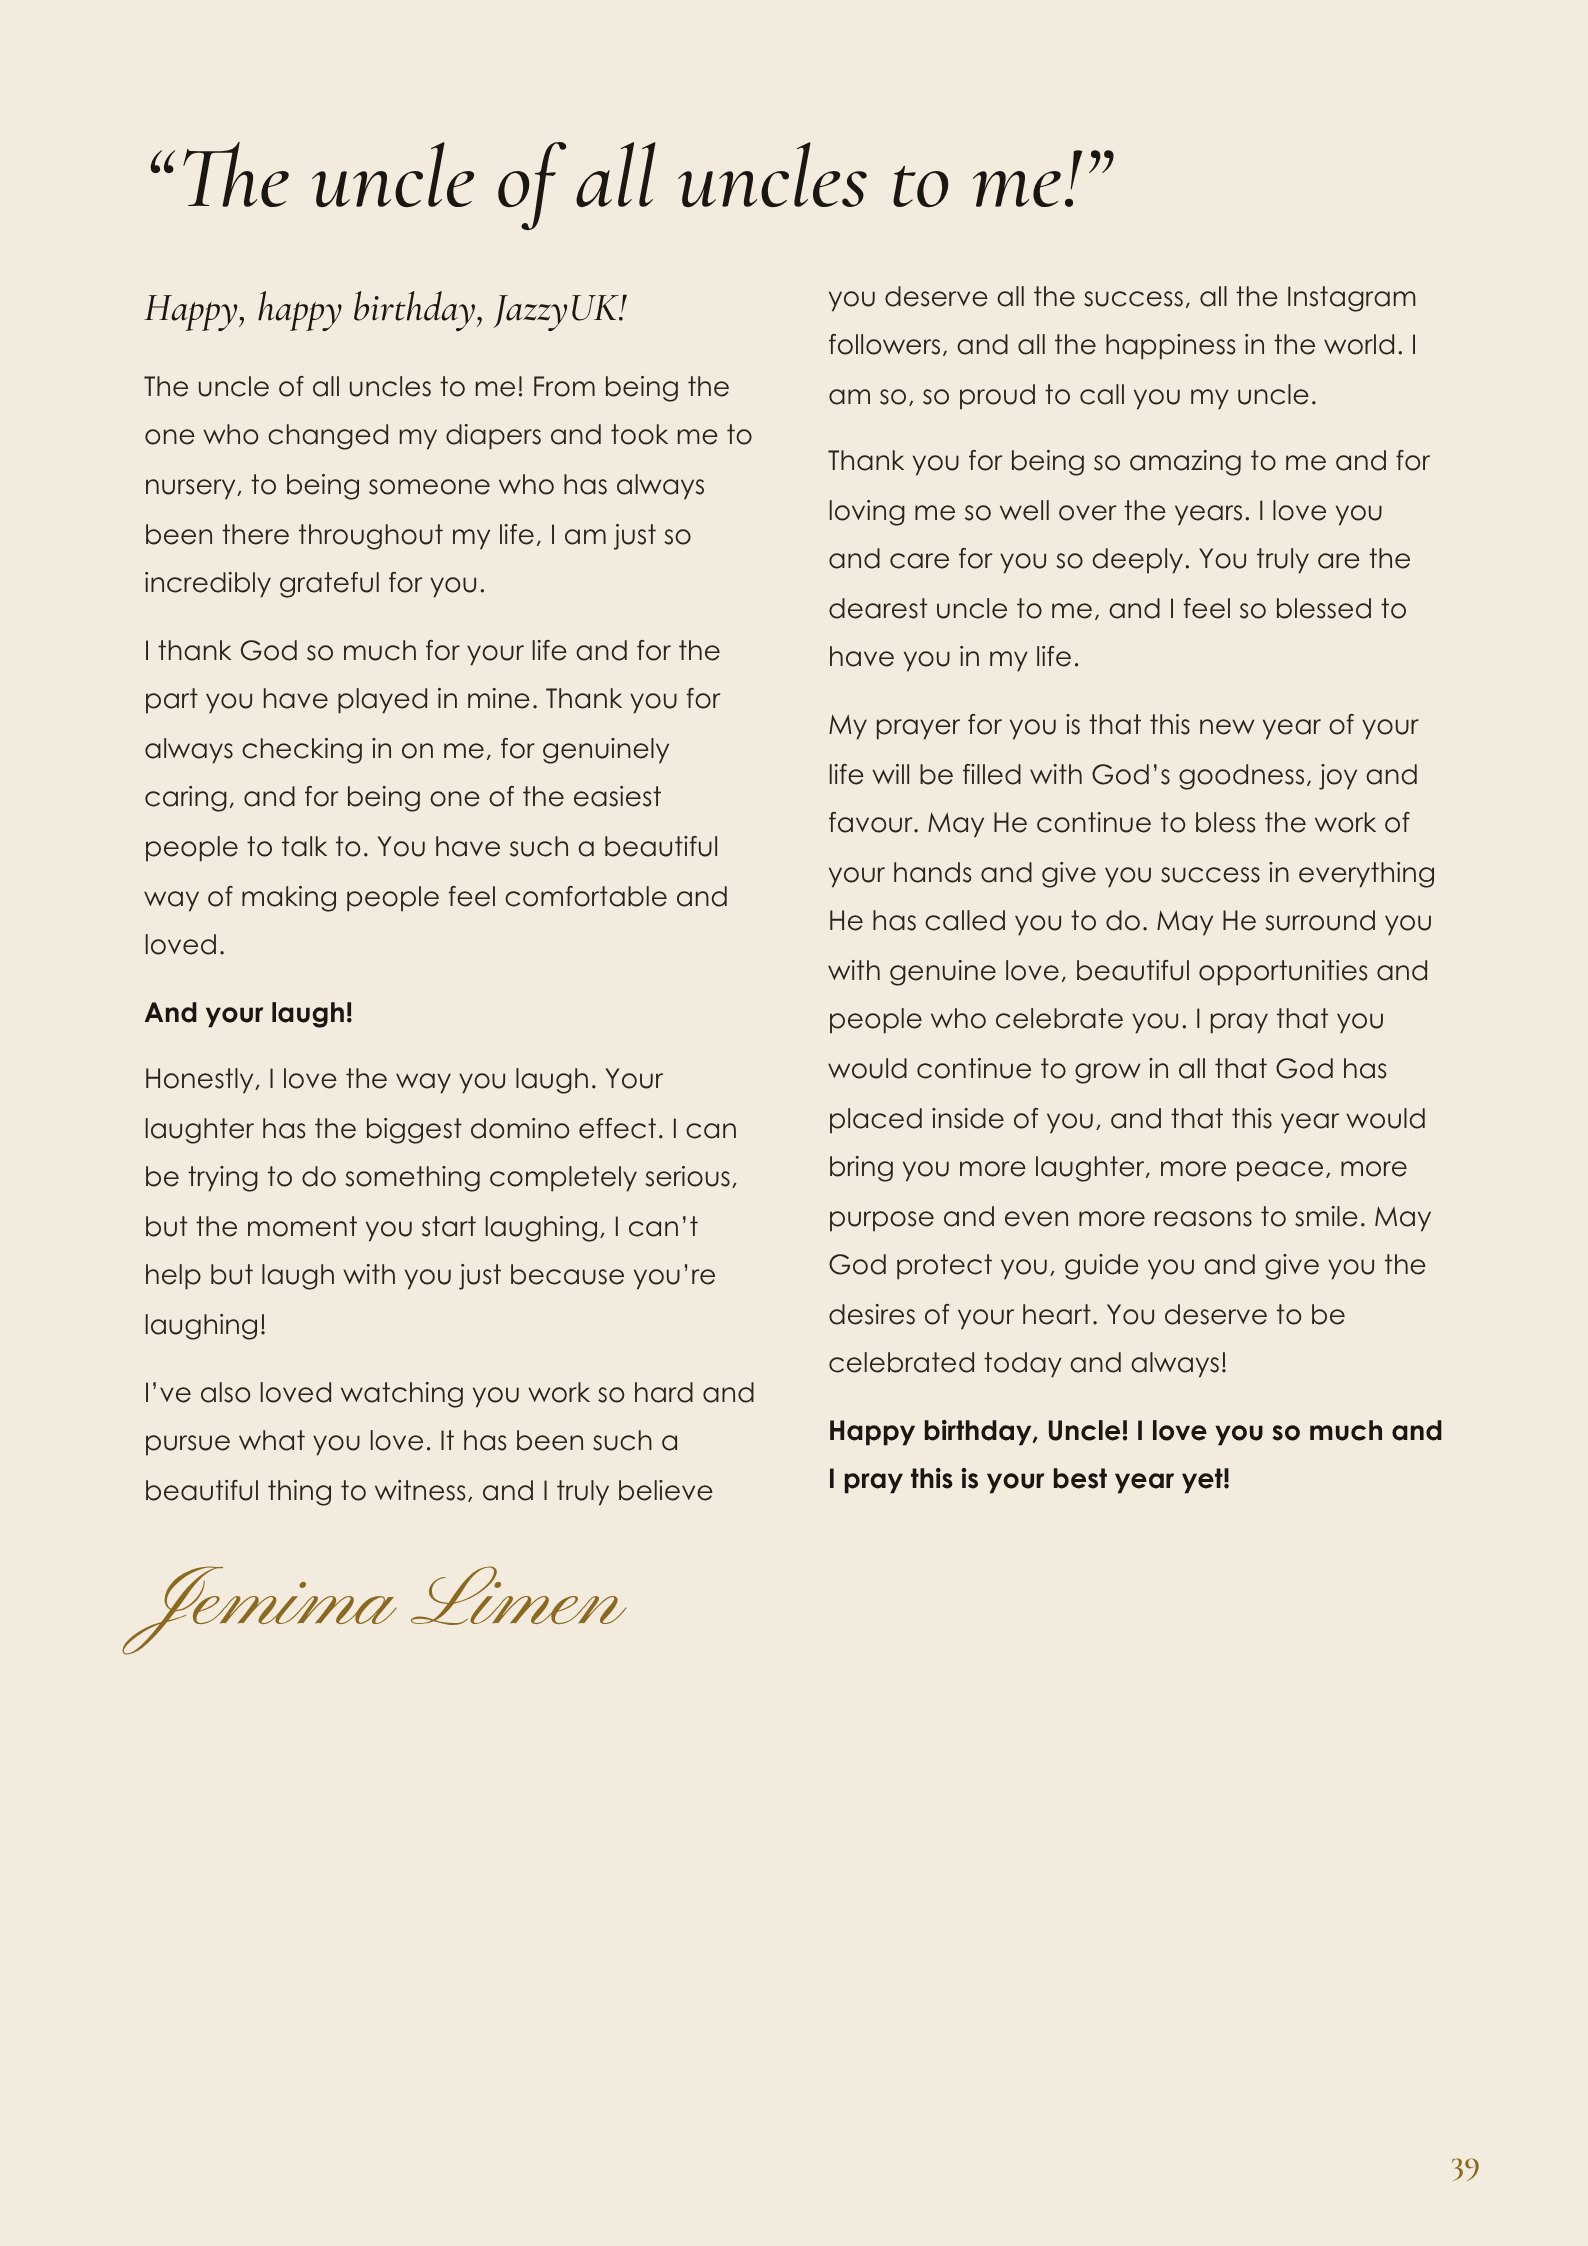 “The uncle of all uncles to me!”
Happy, happy birthday, JazzyUK!
The uncle of all uncles to me! From being the
one who changed my diapers and took me to
nursery, to being someone who has always
been there throughout my life, I am just so
incredibly grateful for you.
I thank God so much for your life and for the
part you have played in mine. Thank you for
always checking in on me, for genuinely
caring, and for being one of the easiest
people to talk to. You have such a beautiful
way of making people feel comfortable and
loved.
And your laugh!
Honestly, I love the way you laugh. Your
laughter has the biggest domino effect. I can
be trying to do something completely serious,
but the moment you start laughing, I can’t
help but laugh with you just because you’re
laughing!
I’ve also loved watching you work so hard and
pursue what you love. It has been such a
beautiful thing to witness, and I truly believe
you deserve all the success, all the Instagram
followers, and all the happiness in the world. I
am so, so proud to call you my uncle.
Thank you for being so amazing to me and for
loving me so well over the years. I love you
and care for you so deeply. You truly are the
dearest uncle to me, and I feel so blessed to
have you in my life.
My prayer for you is that this new year of your
life will be filled with God’s goodness, joy and
favour. May He continue to bless the work of
your hands and give you success in everything
He has called you to do. May He surround you
with genuine love, beautiful opportunities and
people who celebrate you. I pray that you
would continue to grow in all that God has
placed inside of you, and that this year would
bring you more laughter, more peace, more
purpose and even more reasons to smile. May
God protect you, guide you and give you the
desires of your heart. You deserve to be
celebrated today and always!
Happy birthday, Uncle! I love you so much and
I pray this is your best year yet!
Jemima Limen
39